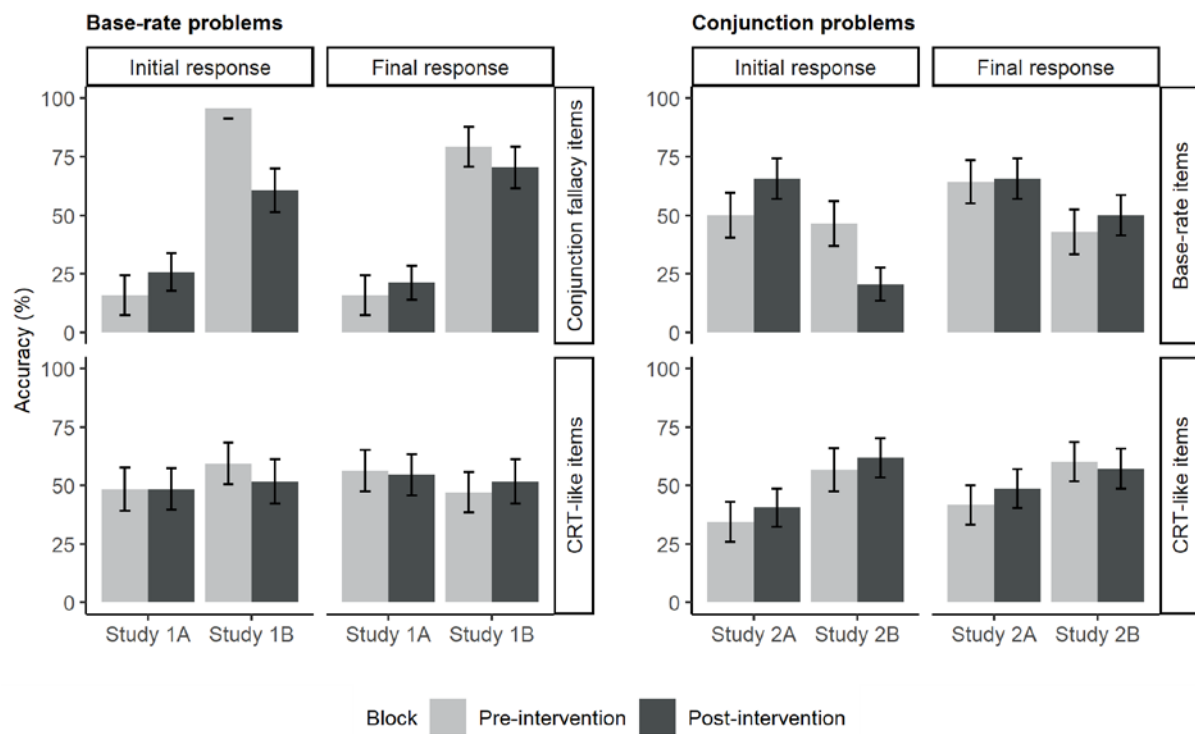 Base-rate problems
Conjunction problems
Initial response
Final response
Initial response
Final response
Accuracy (%)
100
75
50
25
0
Conjunction fallacy items
100
75
50
25
0
Base-rate items
100
75
50
25
0
CRT-like items
100
75
50
25
0
CRT-like items
Study 1A
Study 1B
Study 1A
Study 1B
Study 2A
Study 2B
Study 2A
Study 2B
Block
Pre-intervention
Post-intervention